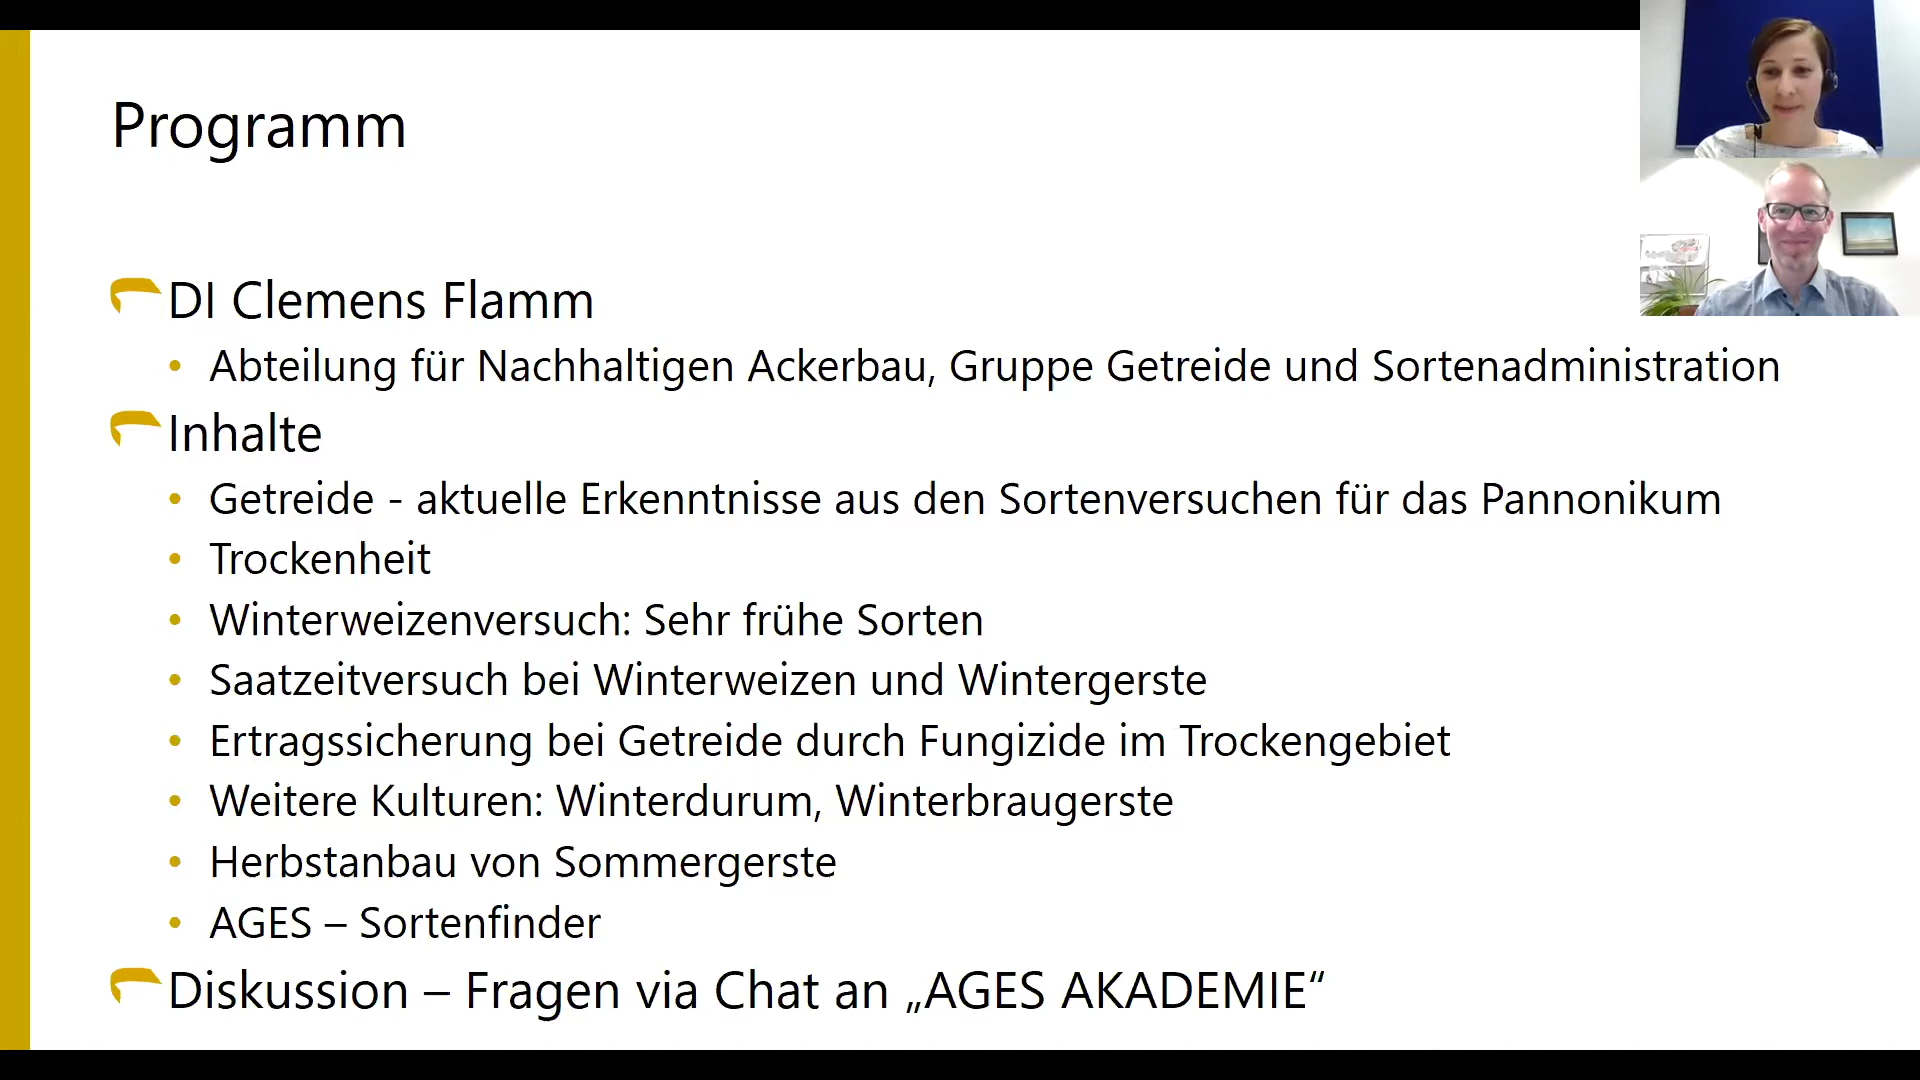 Programm
DI Clemens Flamm
• Abteilung für Nachhaltigen Ackerbau, Gruppe Getreide und Sortenadministration
Inhalte
• Getreide - aktuelle Erkenntnisse aus den Sortenversuchen für das Pannonikum
• Trockenheit
• Winterweizenversuch: Sehr frühe Sorten
• Saatzeitversuch bei Winterweizen und Wintergerste
• Ertragssicherung bei Getreide durch Fungizide im Trockengebiet
• Weitere Kulturen: Winterdurum, Winterbraugerste
• Herbstanbau von Sommergerste
• AGES – Sortenfinder
Diskussion – Fragen via Chat an „AGES AKADEMIE“